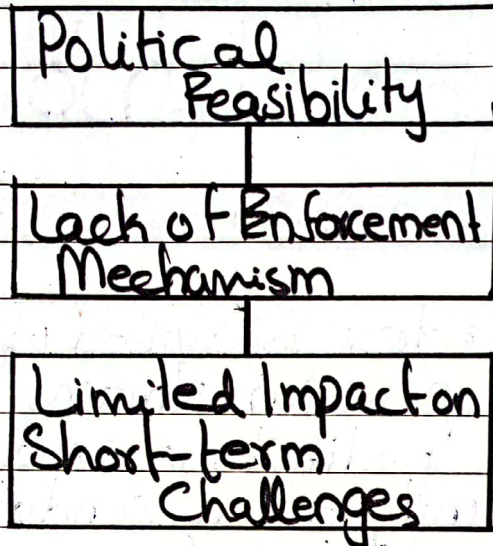 Political
Feasibility
Lack of Enforcement
Mechanism
Limited Impact on
Short-term
Challenges